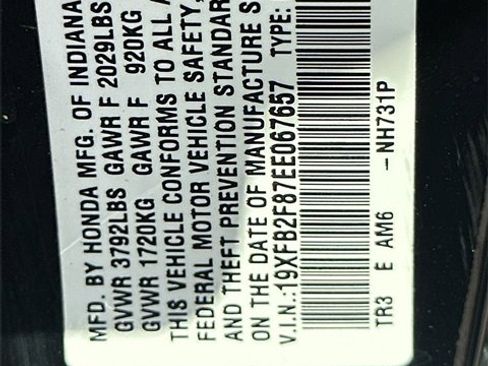 MFD. BY HONDA MFG. OF INDIANA
GVWR 3792LBS GAWR F 2029LBS
GVWR 1720KG GAWR F 920KG
THIS VEHICLE CONFORMS TO ALL
FEDERAL MOTOR VEHICLE SAFETY,
AND THEFT PREVENTION STANDAR
ON THE DATE OF MANUFACTURE S
V.I.N.:19XFB2F87EE067657 TYPE:
TR3 E AM6 -NH731P